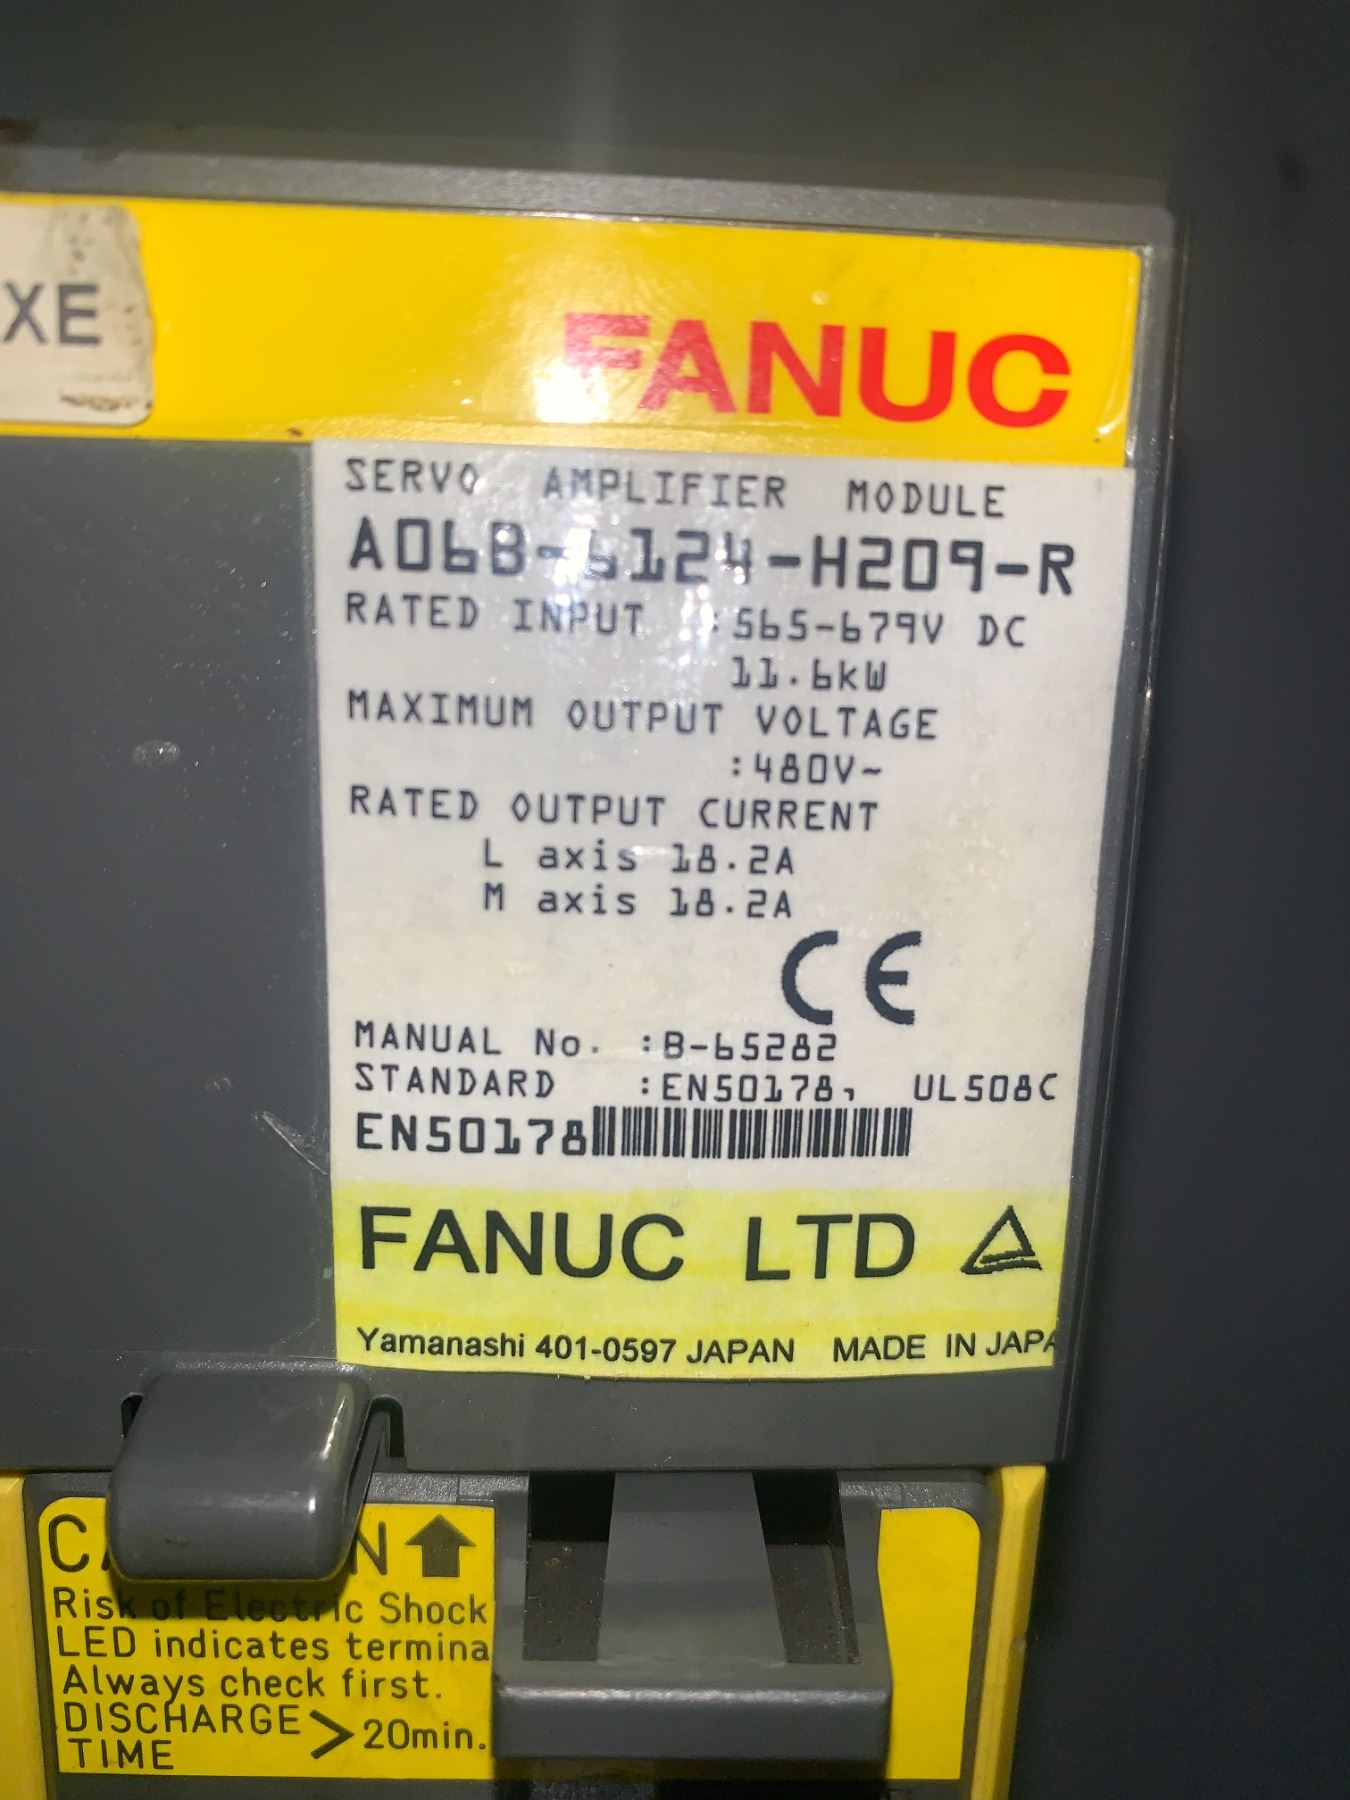 XE
FANUC
SERVO AMPLIFIER MODULE
A06B-6124-H209-R
RATED INPUT :565-679V DC
11.6kW
MAXIMUM OUTPUT VOLTAGE
:480V~
RATED OUTPUT CURRENT
L axis 18.2A
M axis 18.2A
CE
MANUAL No. :B-65282
STANDARD :EN50178, UL508C
EN50178
FANUC LTD
Yamanashi 401-0597 JAPAN MADE IN JAPA
Risk of Electric Shock
LED indicates termina
Always check first.
DISCHARGE
TIME > 20min.